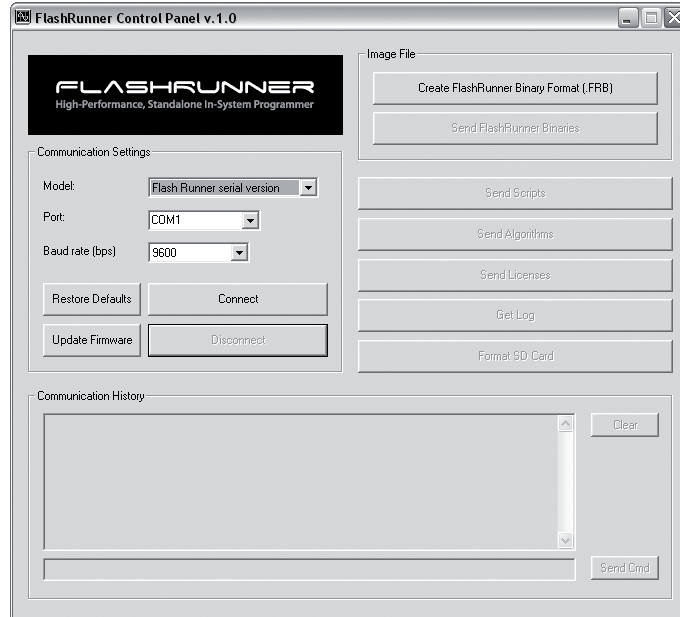 FlashRunner Control Panel v.1.0
FLASHRUNNER
High-Performance, Standalone In-System Programmer
Image File
Create FlashRunner Binary Format (.FRB)
Send FlashRunner Binaries
Communication Settings
Model:
Flash Runner serial version
Port:
COM1
Baud rate (bps)
9600
Restore Defaults
Connect
Update Firmware
Disconnect
Send Scripts
Send Algorithms
Send Licenses
Get Log
Format SD Card
Communication History
Clear
Send Cmd